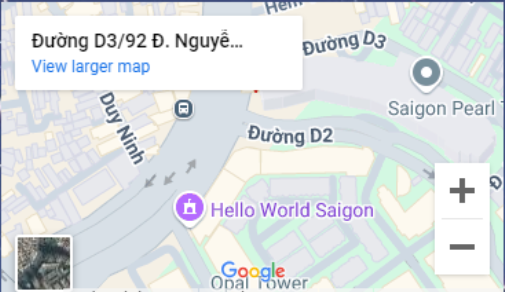 Đường D3/92 Đ. Nguyễ...
View larger map
Đường D3
Saigon Pearl
Duy Ninh
Đường D2
Hello World Saigon
Google
Opal Tower